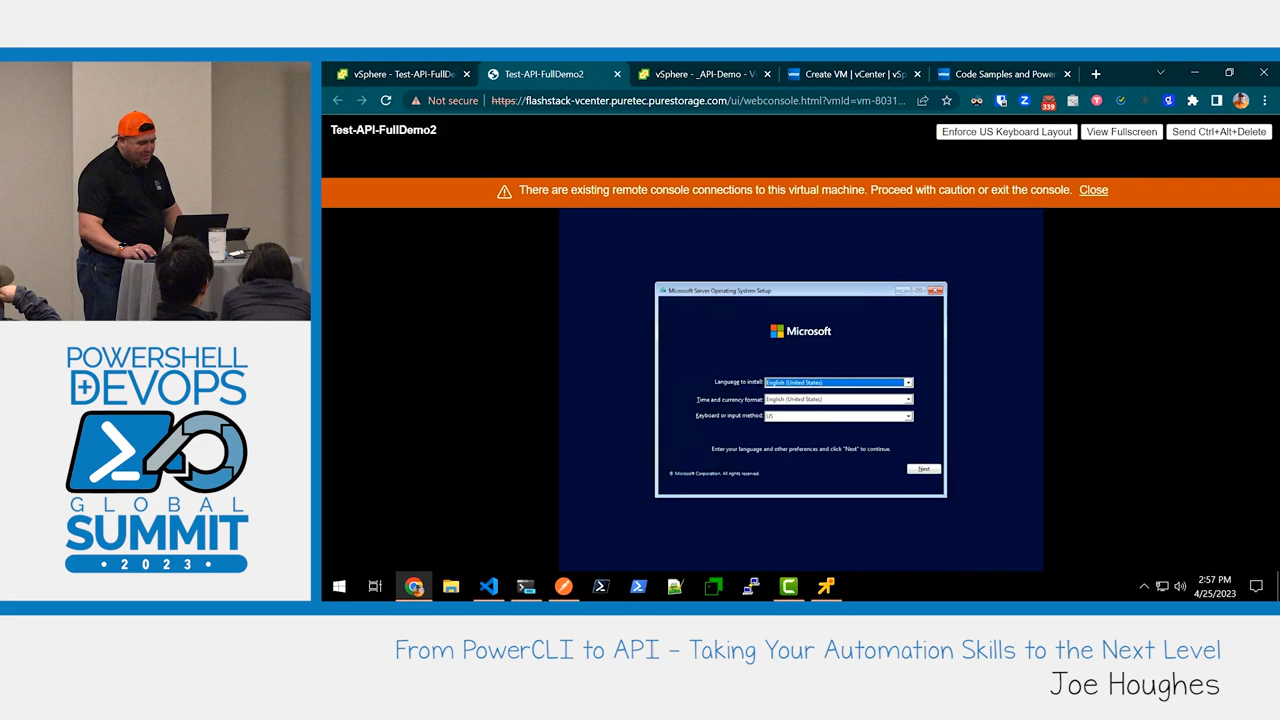 vSphere - Test-API-FullDe
Test-API-FullDemo2
vSphere - _API-Demo - V
Create VM | vCenter | vSp
Code Samples and Power
Not secure
https://flashstack-vcenter.puretec.purestorage.com/ui/webconsole.html?vmId=vm-8031...
339
Test-API-FullDemo2
Enforce US Keyboard Layout
View Fullscreen
Send Ctrl+Alt+Delete
There are existing remote console connections to this virtual machine. Proceed with caution or exit the console. Close
Microsoft Server Operating System Setup
Microsoft
Language to install: English (United States)
Time and currency format: English (United States)
Keyboard or input method: US
Enter your language and other preferences and click "Next" to continue.
© Microsoft Corporation. All rights reserved.
Next
2:57 PM
4/25/2023
POWERSHELL
+DEVOPS
GLOBAL
SUMMIT
• 2023 •
From PowerCLI to API - Taking Your Automation Skills to the Next Level
Joe Houghes